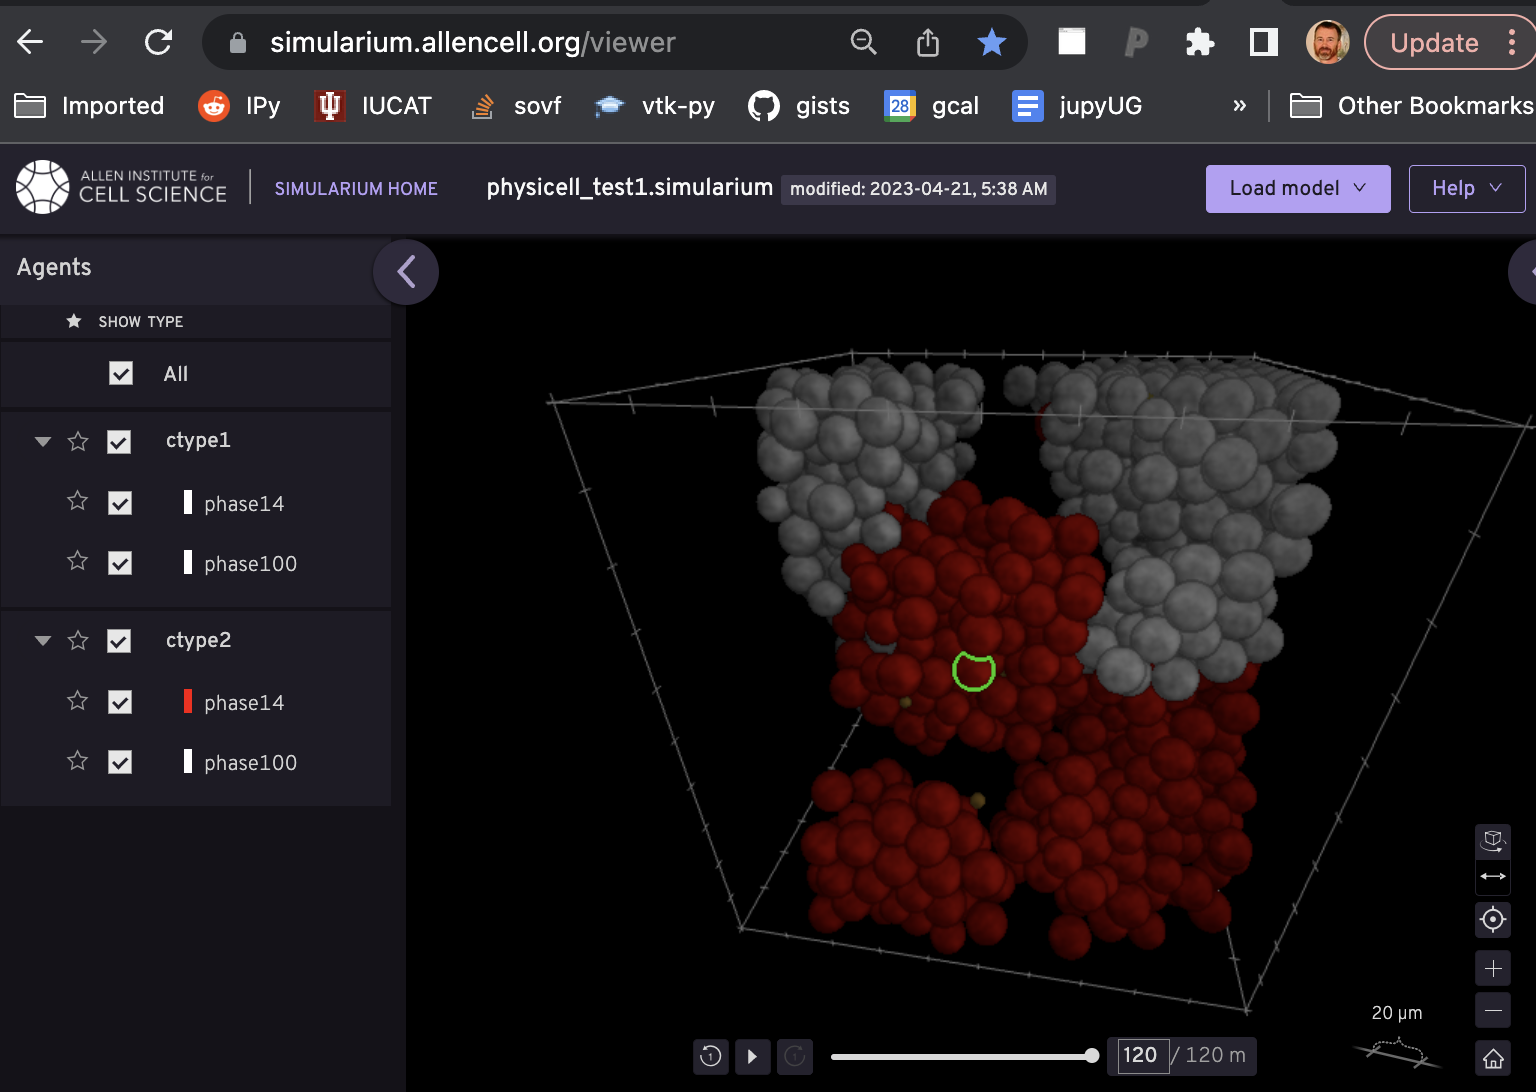 simularium.allencell.org/viewer
Update
Imported
IPy
IUCAT
sovf
vtk-py
gists
28
gcal
jupyUG
»
Other Bookmarks
ALLEN INSTITUTE for
CELL SCIENCE
SIMULARIUM HOME
physicell_test1.simularium
modified: 2023-04-21, 5:38 AM
Load model
Help
Agents
SHOW TYPE
All
ctype1
phase14
phase100
ctype2
phase14
phase100
20 µm
1
1
120 / 120 m